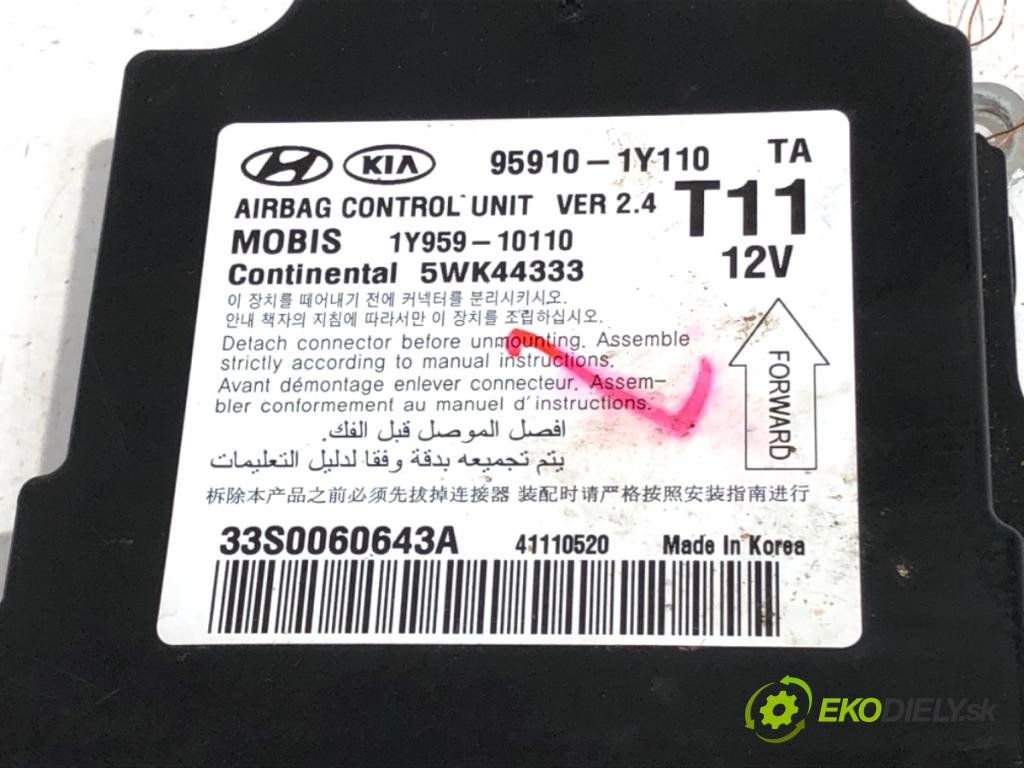 KIA 95910-1Y110 TA
AIRBAG CONTROL UNIT VER 2.4 T11
MOBIS 1Y959-10110 12V
Continental 5WK44333
이 장치를 떼어내기 전에 커넥터를 분리시키시오.
안내 책자의 지침에 따라서만 이 장치를 조립하십시오.
Detach connector before unmounting. Assemble
strictly according to manual instructions.
Avant démontage enlever connecteur. Assem-
bler conformement au manuel d'instructions.
FORWARD
افصل الموصل قبل الفك.
يتم تجميعه بدقة وفقا لدليل التعليمات
拆除本产品之前必须先拔掉连接器 装配时请严格按照安装指南进行
33S0060643A 41110520 Made In Korea
EKODIELY.sk